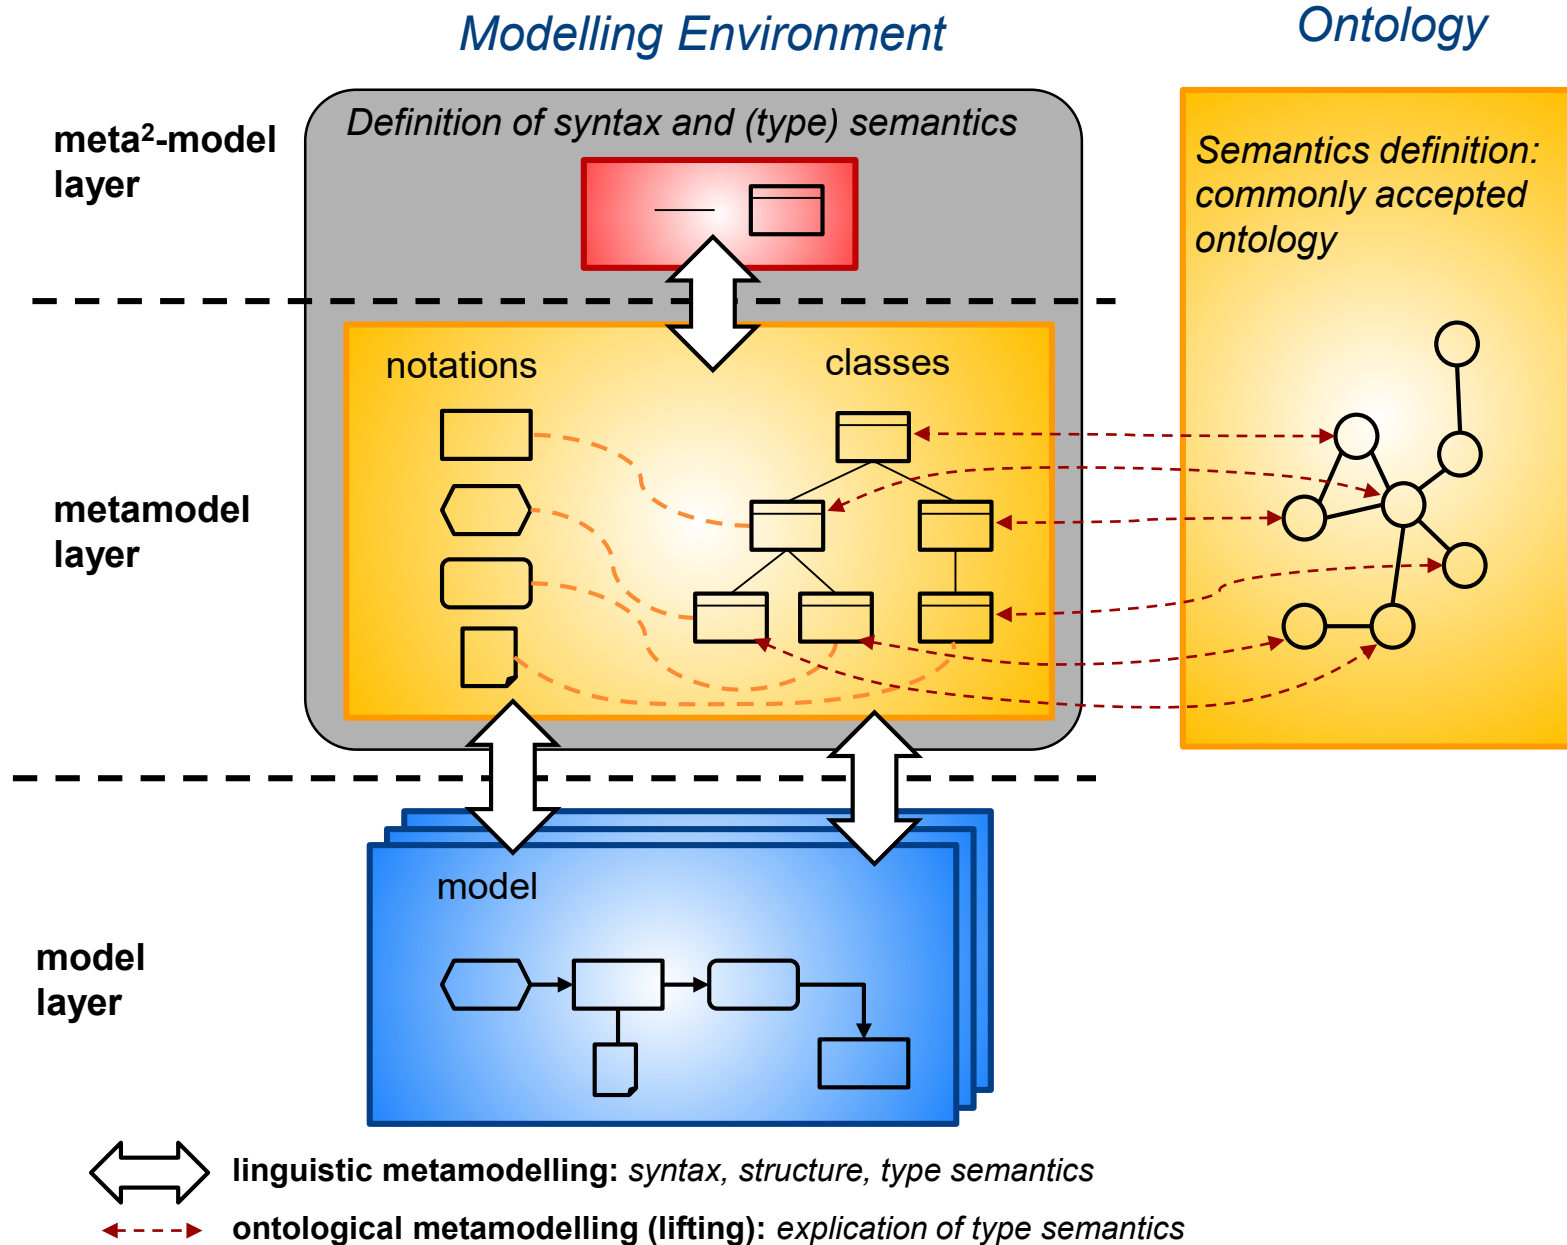 Modelling Environment
Ontology
meta²-model
layer
Definition of syntax and (type) semantics
Semantics definition:
commonly accepted
ontology
metamodel
layer
notations
classes
model
layer
model
linguistic metamodelling: syntax, structure, type semantics
ontological metamodelling (lifting): explication of type semantics